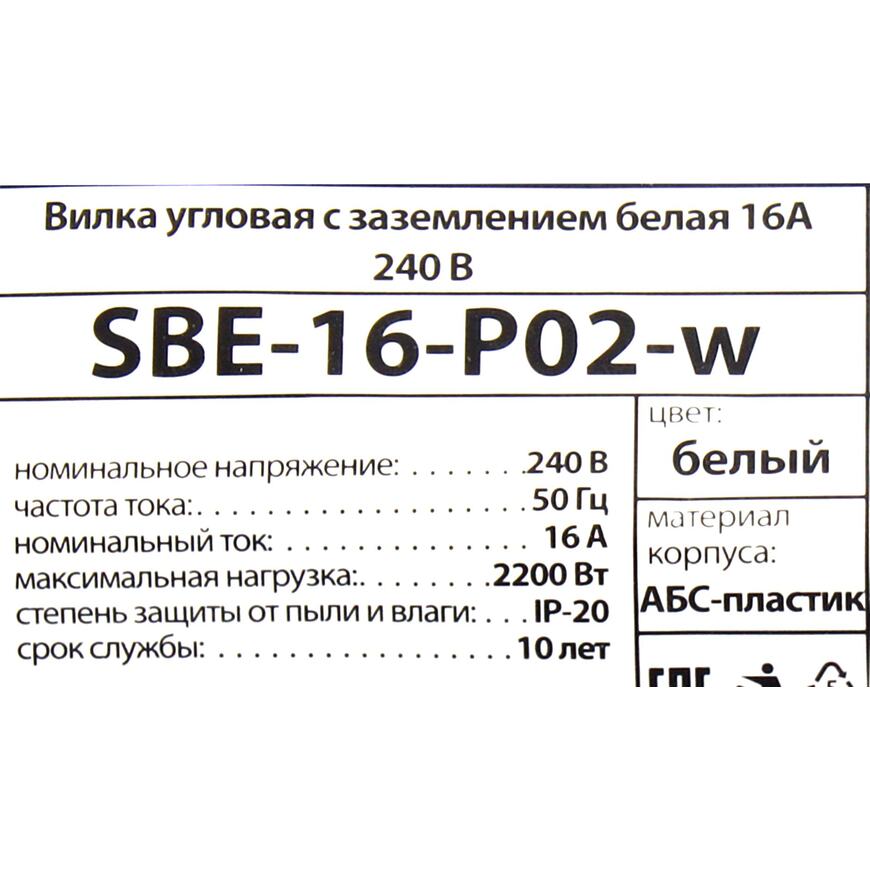 Вилка угловая с заземлением белая 16А
240 В
SBE-16-P02-w
номинальное напряжение: . . . . . . .240 В
частота тока:. . . . . . . . . . . . . . . . . . . .50 Гц
номинальный ток: . . . . . . . . . . . . . . 16 А
максимальная нагрузка:. . . . . . . .2200 Вт
степень защиты от пыли и влаги: . . . IP-20
срок службы: . . . . . . . . . . . . . . . . . . 10 лет
цвет:
белый
материал
корпуса:
АБС-пластик